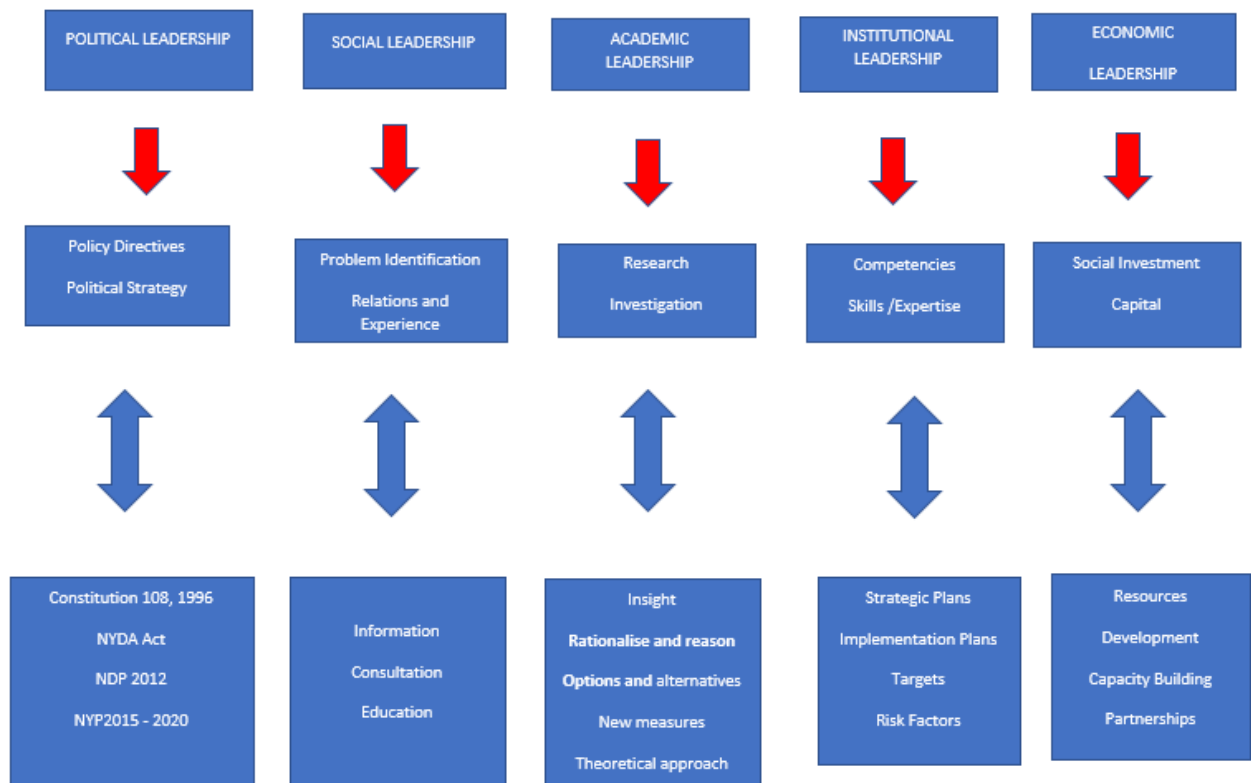 POLITICAL LEADERSHIP
SOCIAL LEADERSHIP
ACADEMIC
LEADERSHIP
INSTITUTIONAL
LEADERSHIP
ECONOMIC
LEADERSHIP
Policy Directives
Political Strategy
Problem Identification
Relations and
Experience
Research
Investigation
Competencies
Skills /Expertise
Social Investment
Capital
Constitution 108, 1996
NYDA Act
NDP 2012
NYP2015 - 2020
Information
Consultation
Education
Insight
Rationalise and reason
Options and alternatives
New measures
Theoretical approach
Strategic Plans
Implementation Plans
Targets
Risk Factors
Resources
Development
Capacity Building
Partnerships